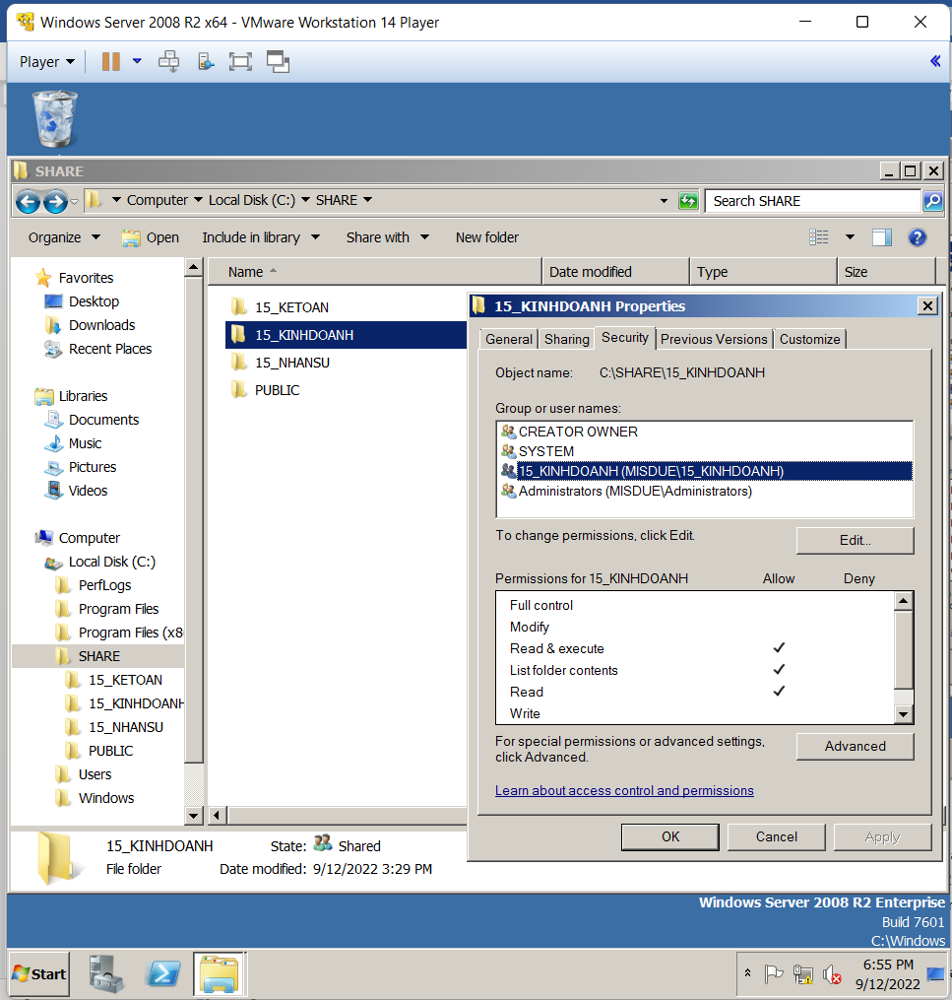 Windows Server 2008 R2 x64 - VMware Workstation 14 Player
Player
SHARE
Computer Local Disk (C:) SHARE
Search SHARE
Organize Open Include in library Share with New folder
Name Date modified Type Size
Favorites
Desktop
Downloads
Recent Places
Libraries
Documents
Music
Pictures
Videos
Computer
Local Disk (C:)
PerfLogs
Program Files
Program Files (x8
SHARE
15_KETOAN
15_KINHDOANH
15_NHANSU
PUBLIC
Users
Windows
15_KETOAN
15_KINHDOANH
15_NHANSU
PUBLIC
15_KINHDOANH Properties
General Sharing Security Previous Versions Customize
Object name: C:\SHARE\15_KINHDOANH
Group or user names:
CREATOR OWNER
SYSTEM
15_KINHDOANH (MISDUE\15_KINHDOANH)
Administrators (MISDUE\Administrators)
To change permissions, click Edit.
Edit...
Permissions for 15_KINHDOANH Allow Deny
Full control
Modify
Read & execute
List folder contents
Read
Write
For special permissions or advanced settings,
click Advanced.
Advanced
Learn about access control and permissions
OK Cancel Apply
15_KINHDOANH State: Shared
File folder Date modified: 9/12/2022 3:29 PM
Windows Server 2008 R2 Enterprise
Build 7601
C:\Windows
Start
6:55 PM
9/12/2022